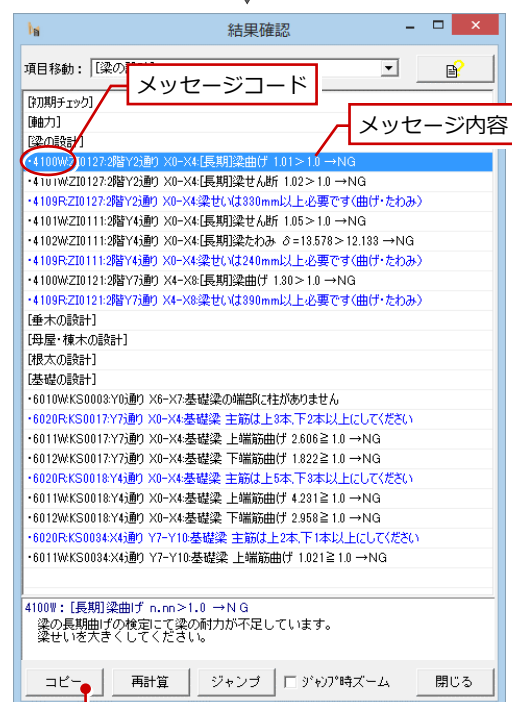 結果確認
項目移動： [梁の
メッセージコード
メッセージ内容
[初期チェック]
[軸力]
[梁の設計]
・4100W:ZI0127:2階Y2通り X0-X4:[長期]梁曲げ 1.01＞1.0 →NG
・4101W:ZI0127:2階Y2通り X0-X4:[長期]梁せん断 1.02＞1.0 →NG
・4109R:ZI0127:2階Y2通り X0-X4:梁せいは330mm以上必要です(曲げ・たわみ)
・4101W:ZI0111:2階Y4通り X0-X4:[長期]梁せん断 1.05＞1.0 →NG
・4102W:ZI0111:2階Y4通り X0-X4:[長期]梁たわみ δ=13.578＞12.133 →NG
・4109R:ZI0111:2階Y4通り X0-X4:梁せいは240mm以上必要です(曲げ・たわみ)
・4100W:ZI0121:2階Y7通り X4-X8:[長期]梁曲げ 1.30＞1.0 →NG
・4109R:ZI0121:2階Y7通り X4-X8:梁せいは390mm以上必要です(曲げ・たわみ)
[垂木の設計]
[母屋・棟木の設計]
[根太の設計]
[基礎の設計]
・6010W:KS0003:Y0通り X6-X7:基礎梁の端部に柱がありません
・6020R:KS0017:Y7通り X0-X4:基礎梁 主筋は上3本,下2本以上にしてください
・6011W:KS0017:Y7通り X0-X4:基礎梁 上端筋曲げ 2.606≧1.0 →NG
・6012W:KS0017:Y7通り X0-X4:基礎梁 下端筋曲げ 1.822≧1.0 →NG
・6020R:KS0018:Y4通り X0-X4:基礎梁 主筋は上5本,下3本以上にしてください
・6011W:KS0018:Y4通り X0-X4:基礎梁 上端筋曲げ 4.231≧1.0 →NG
・6012W:KS0018:Y4通り X0-X4:基礎梁 下端筋曲げ 2.958≧1.0 →NG
・6020R:KS0034:X4通り Y7-Y10:基礎梁 主筋は上2本,下1本以上にしてください
・6011W:KS0034:X4通り Y7-Y10:基礎梁 上端筋曲げ 1.021≧1.0 →NG
4100W：[長期]梁曲げ n.nn＞1.0 →ＮＧ
梁の長期曲げの検定にて梁の耐力が不足しています。
梁せいを大きくしてください。
コピー 再計算 ジャンプ ｼﾞｬﾝﾌﾟ時ズーム 閉じる